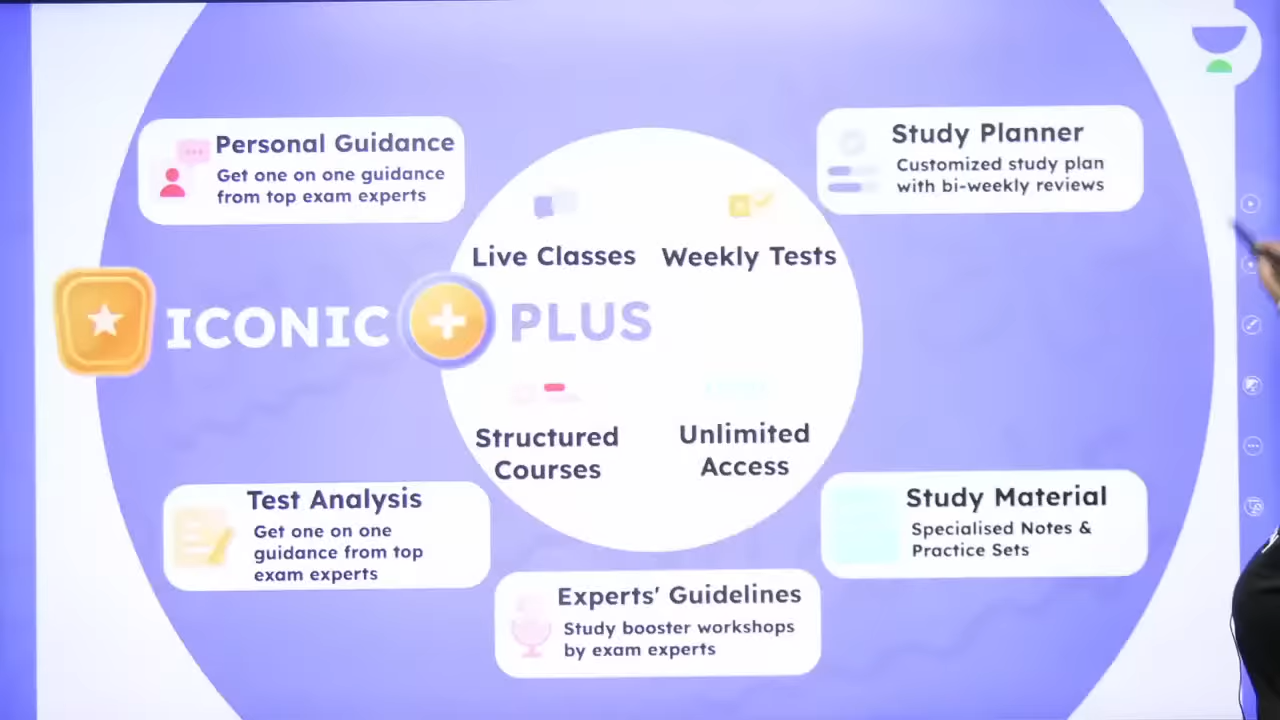 Personal Guidance
Get one on one guidance
from top exam experts
Study Planner
Customized study plan
with bi-weekly reviews
Live Classes
Weekly Tests
ICONIC PLUS
Structured
Courses
Unlimited
Access
Test Analysis
Get one on one
guidance from top
exam experts
Study Material
Specialised Notes &
Practice Sets
Experts' Guidelines
Study booster workshops
by exam experts